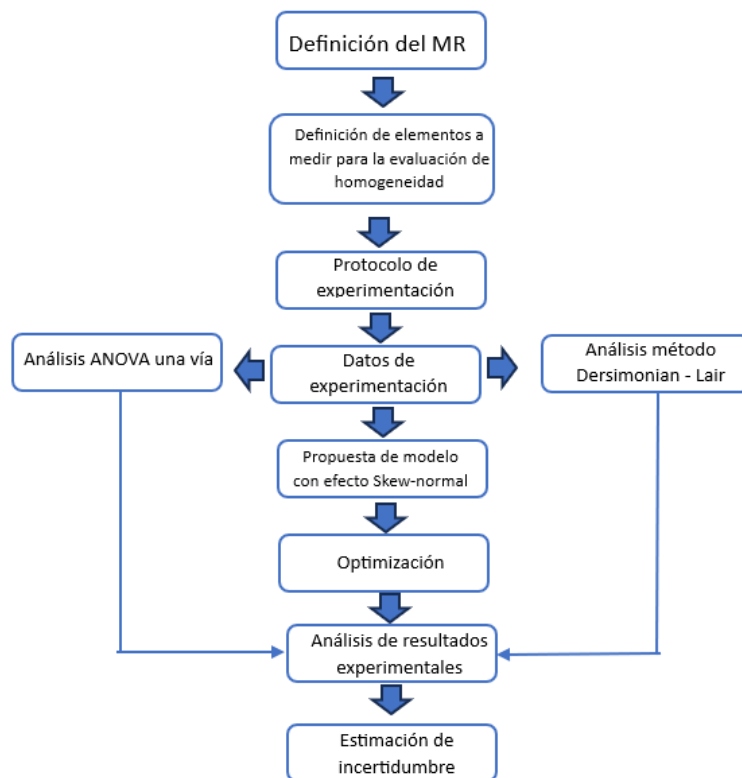 Definición del MR
Definición de elementos a
medir para la evaluación de
homogeneidad
Protocolo de
experimentación
Análisis ANOVA una vía
Datos de
experimentación
Análisis método
Dersimonian - Lair
Propuesta de modelo
con efecto Skew-normal
Optimización
Análisis de resultados
experimentales
Estimación de
incertidumbre